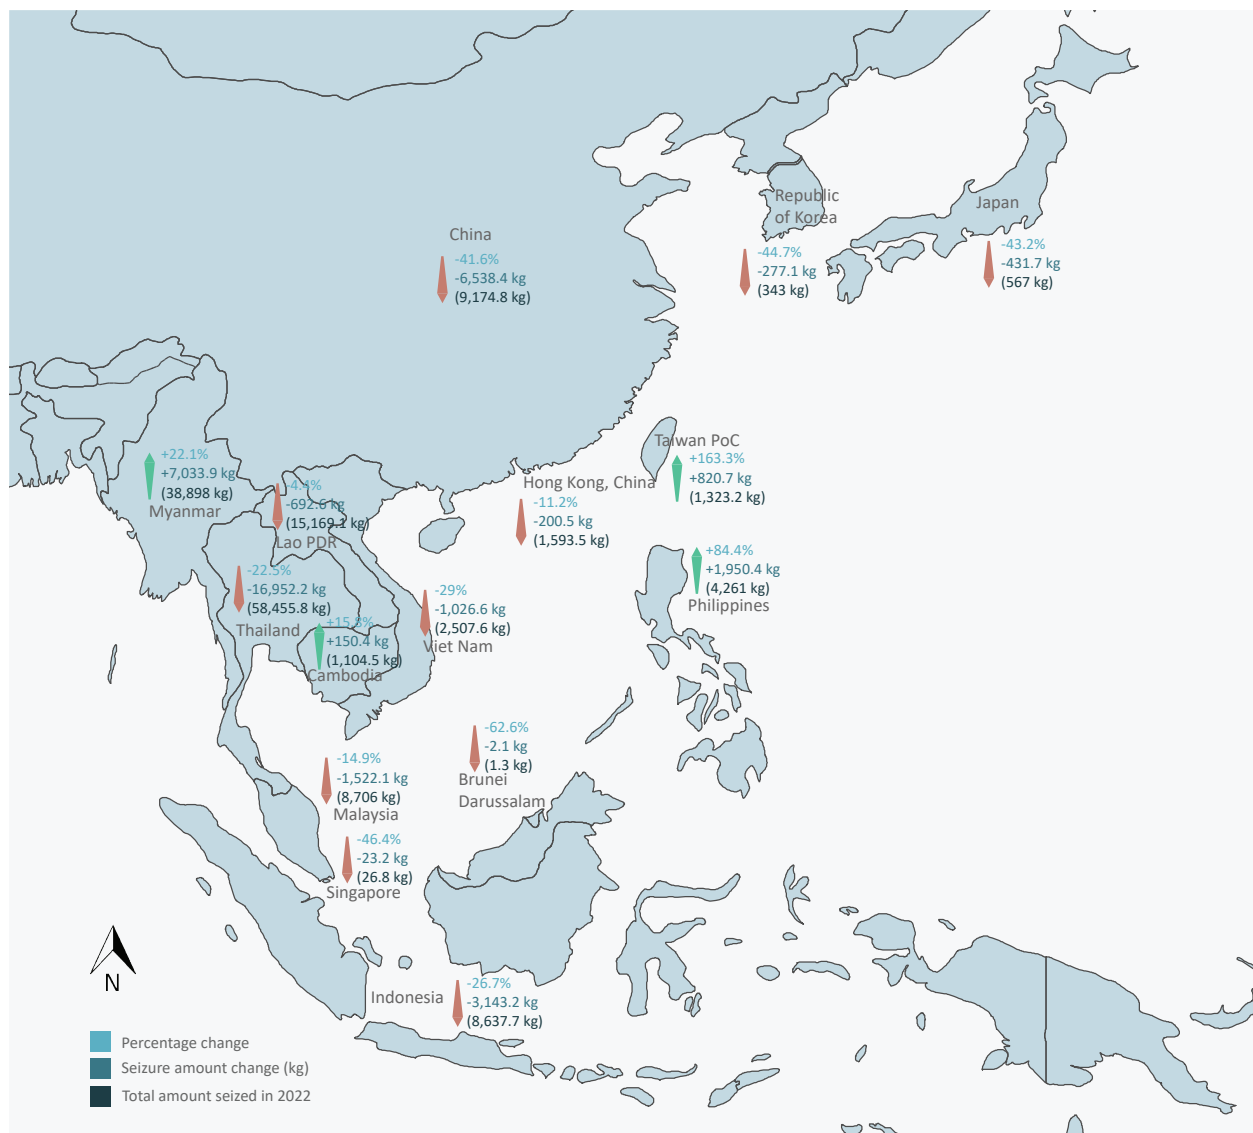 Republic
of Korea
-44.7%
-277.1 kg
(343 kg)
Japan
-43.2%
-431.7 kg
(567 kg)
China
-41.6%
-6,538.4 kg
(9,174.8 kg)
Taiwan PoC
+163.3%
+820.7 kg
(1,323.2 kg)
+22.1%
+7,033.9 kg
(38,898 kg)
Myanmar
-4.4%
-692.6 kg
(15,169.1 kg)
Lao PDR
Hong Kong, China
-11.2%
-200.5 kg
(1,593.5 kg)
+84.4%
+1,950.4 kg
(4,261 kg)
Philippines
-22.5%
-16,952.2 kg
(58,455.8 kg)
Thailand
-29%
-1,026.6 kg
(2,507.6 kg)
Viet Nam
+15.8%
+150.4 kg
(1,104.5 kg)
Cambodia
-62.6%
-2.1 kg
(1.3 kg)
Brunei
Darussalam
-14.9%
-1,522.1 kg
(8,706 kg)
Malaysia
-46.4%
-23.2 kg
(26.8 kg)
Singapore
-26.7%
-3,143.2 kg
(8,637.7 kg)
Indonesia
N
Percentage change
Seizure amount change (kg)
Total amount seized in 2022